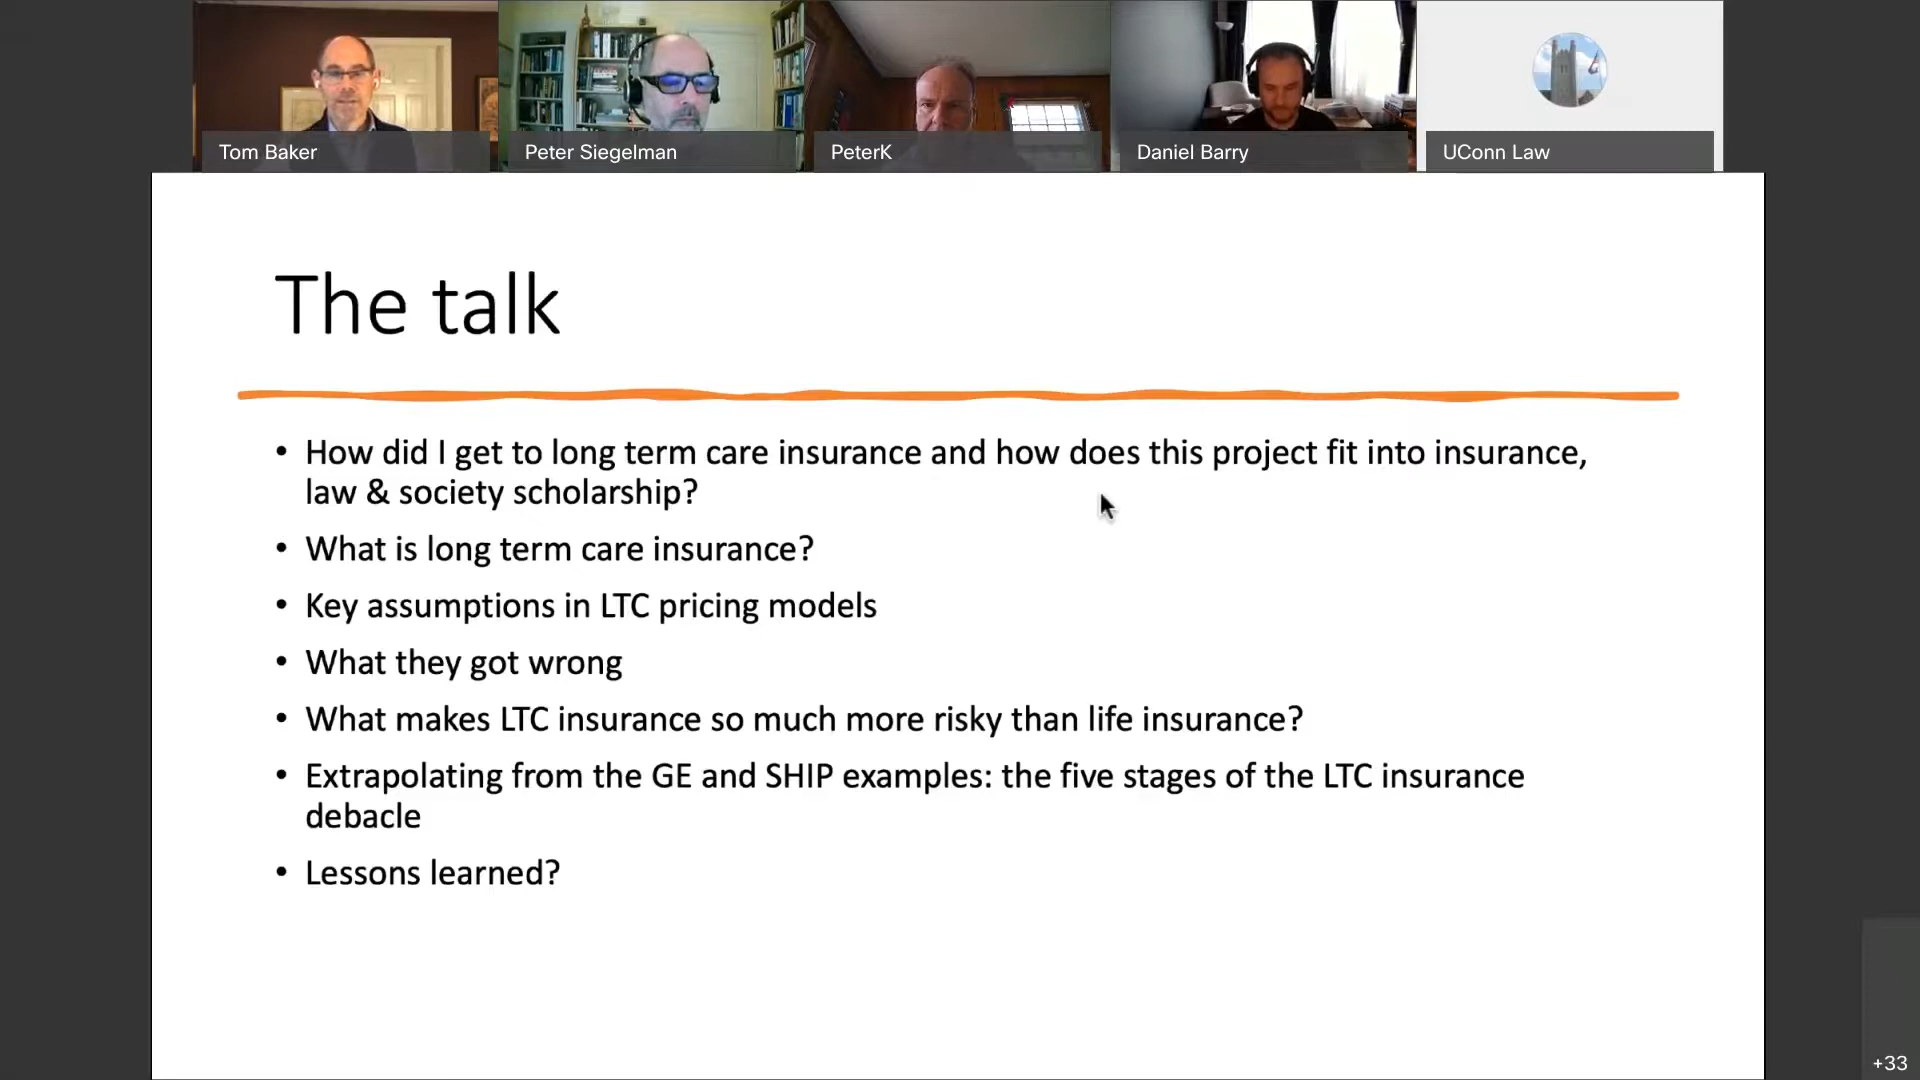 Tom Baker
Peter Siegelman
PeterK
Daniel Barry
UConn Law
The talk
• How did I get to long term care insurance and how does this project fit into insurance,
law & society scholarship?
• What is long term care insurance?
• Key assumptions in LTC pricing models
• What they got wrong
• What makes LTC insurance so much more risky than life insurance?
• Extrapolating from the GE and SHIP examples: the five stages of the LTC insurance
debacle
• Lessons learned?
+33